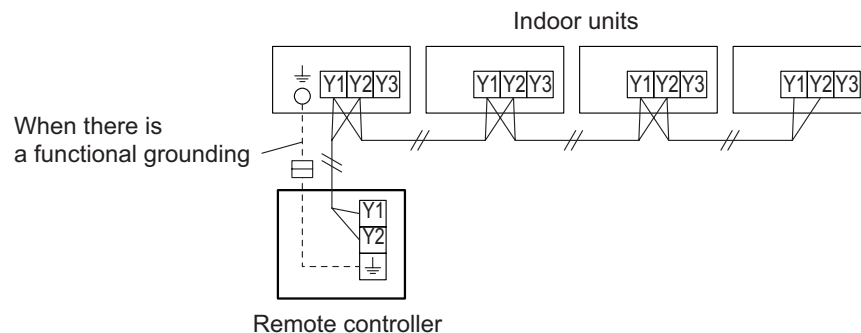 Indoor units
Y1 Y2 Y3 Y1 Y2 Y3 Y1 Y2 Y3 Y1 Y2 Y3
When there is
a functional grounding
Y1
Y2
Remote controller